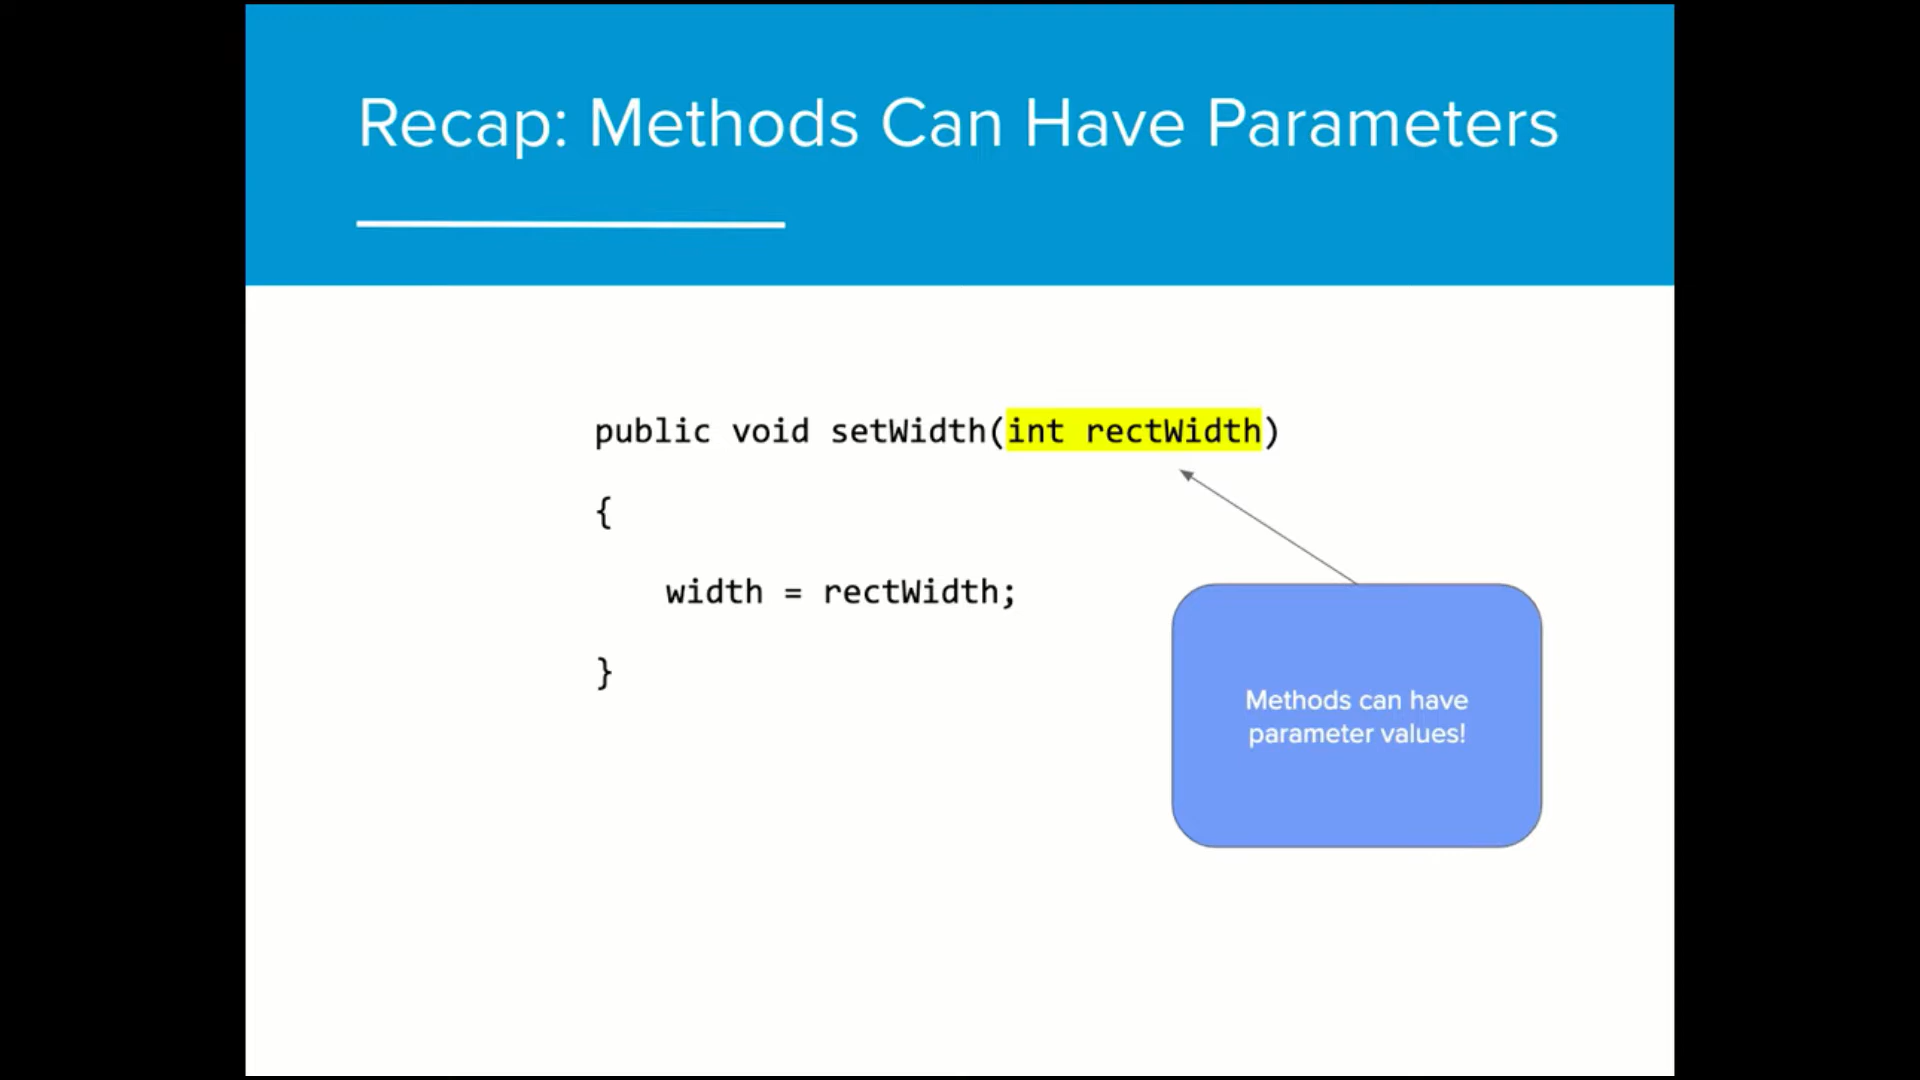 Recap: Methods Can Have Parameters
public void setWidth(int rectWidth)
{
width = rectWidth;
}
Methods can have
parameter values!